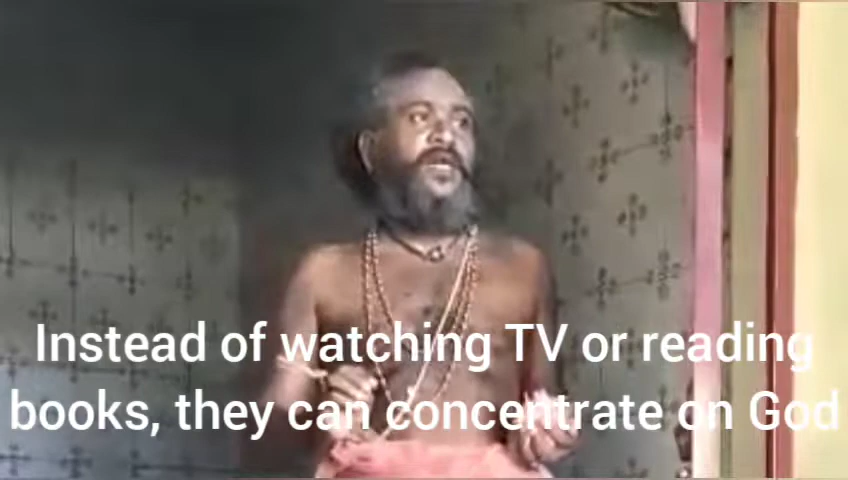 Instead of watching TV or reading
books, they can concentrate on God